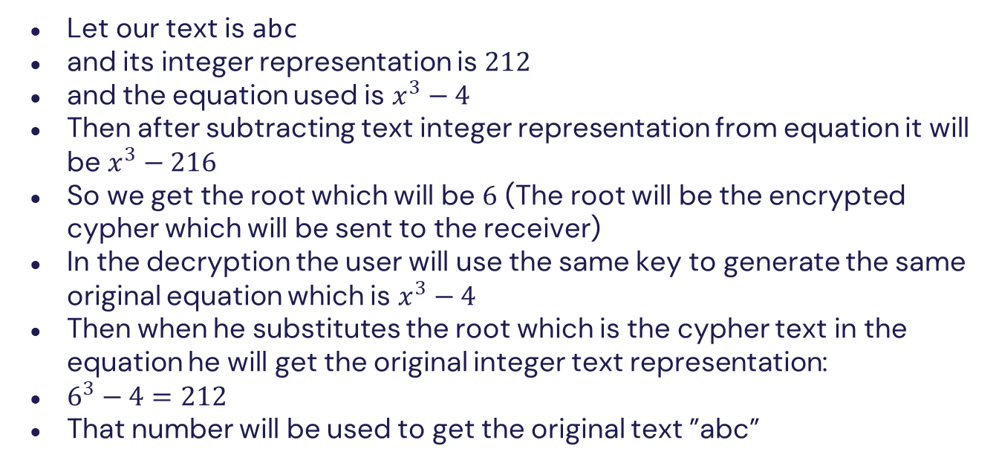 • Let our text is abc
• and its integer representation is 212
• and the equation used is x³ − 4
• Then after subtracting text integer representation from equation it will
be x³ − 216
• So we get the root which will be 6 (The root will be the encrypted
cypher which will be sent to the receiver)
• In the decryption the user will use the same key to generate the same
original equation which is x³ − 4
• Then when he substitutes the root which is the cypher text in the
equation he will get the original integer text representation:
• 6³ − 4 = 212
• That number will be used to get the original text ”abc”